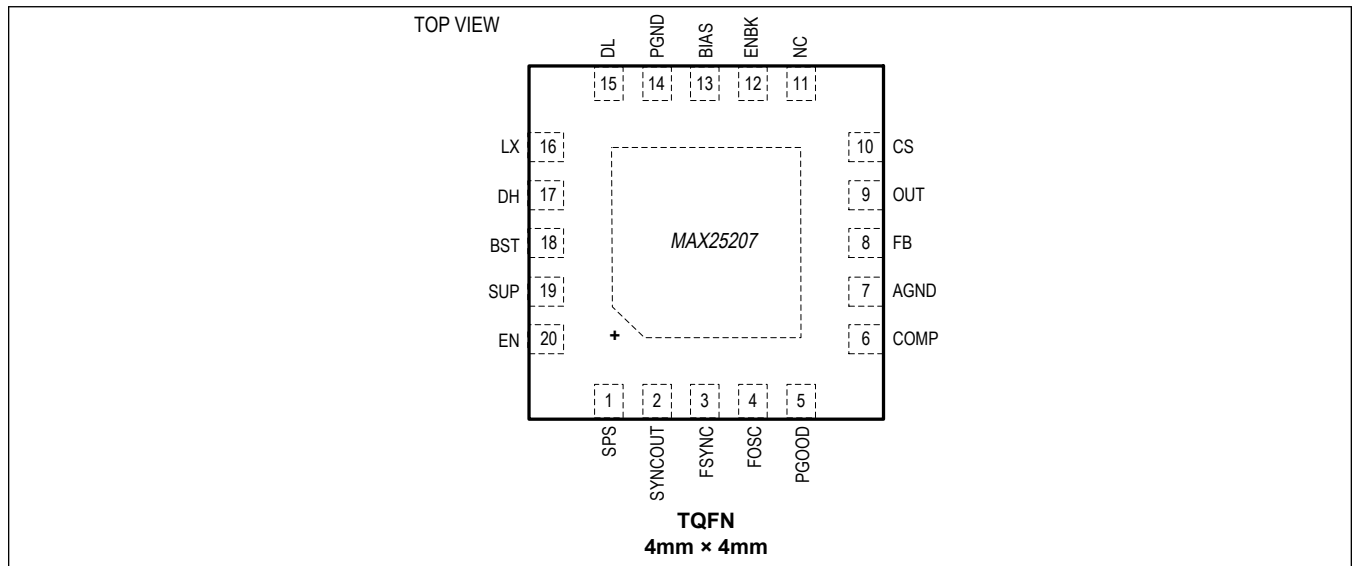 TOP VIEW
DL
PGND
BIAS
ENBK
NC
15
14
13
12
11
LX 16
10 CS
DH 17
9 OUT
BST 18
MAX25207
8 FB
SUP 19
7 AGND
EN 20
+
6 COMP
1
2
3
4
5
SPS
SYNCOUT
FSYNC
FOSC
PGOOD
TQFN
4mm × 4mm